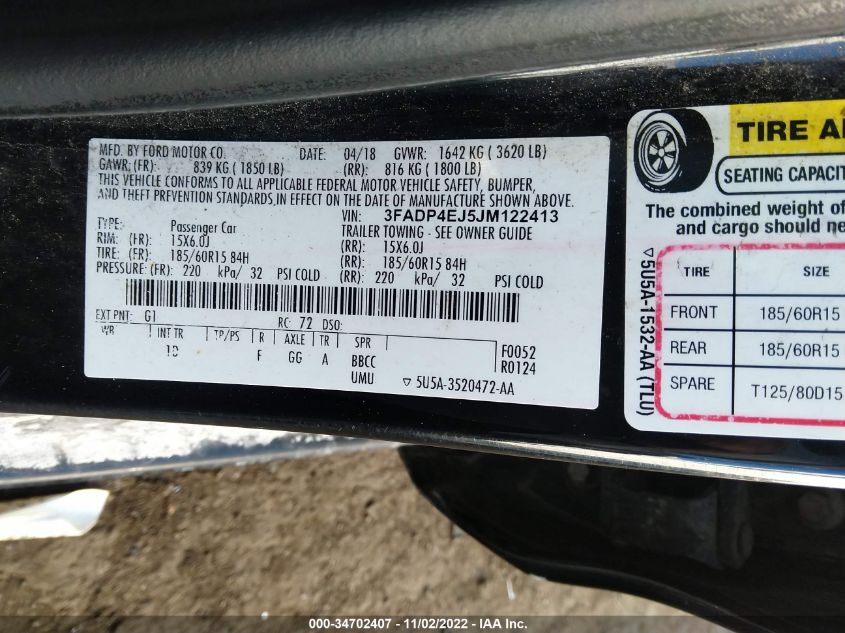 MFD. BY FORD MOTOR CO. DATE: 04/18 GVWR: 1642 KG ( 3620 LB)
GAWR:(FR): 839 KG ( 1850 LB) (RR): 816 KG ( 1800 LB)
THIS VEHICLE CONFORMS TO ALL APPLICABLE FEDERAL MOTOR VEHICLE SAFETY, BUMPER,
AND THEFT PREVENTION STANDARDS,IN EFFECT ON THE DATE OF MANUFACTURE SHOWN ABOVE.
VIN: 3FADP4EJ5JM122413
TYPE: Passenger Car TRAILER TOWING - SEE OWNER GUIDE
RIM: (FR): 15X6.0J (RR): 15X6.0J
TIRE: (FR): 185/60R15 84H (RR): 185/60R15 84H
PRESSURE:(FR): 220 kPa/ 32 PSI COLD (RR): 220 kPa/ 32 PSI COLD
EXT PNT: G1 RC: 72 DSO:
WB INT TR TP/PS R AXLE TR SPR
F GG A BBCC
UMU
F0052
R0124
▽ 5U5A-3520472-AA
TIRE A
SEATING CAPACIT
The combined weight of
and cargo should ne
▽5U5A-1532-AA (TLU)
TIRE SIZE
FRONT 185/60R15
REAR 185/60R15
SPARE T125/80D15
000-34702407 - 11/02/2022 - IAA Inc.